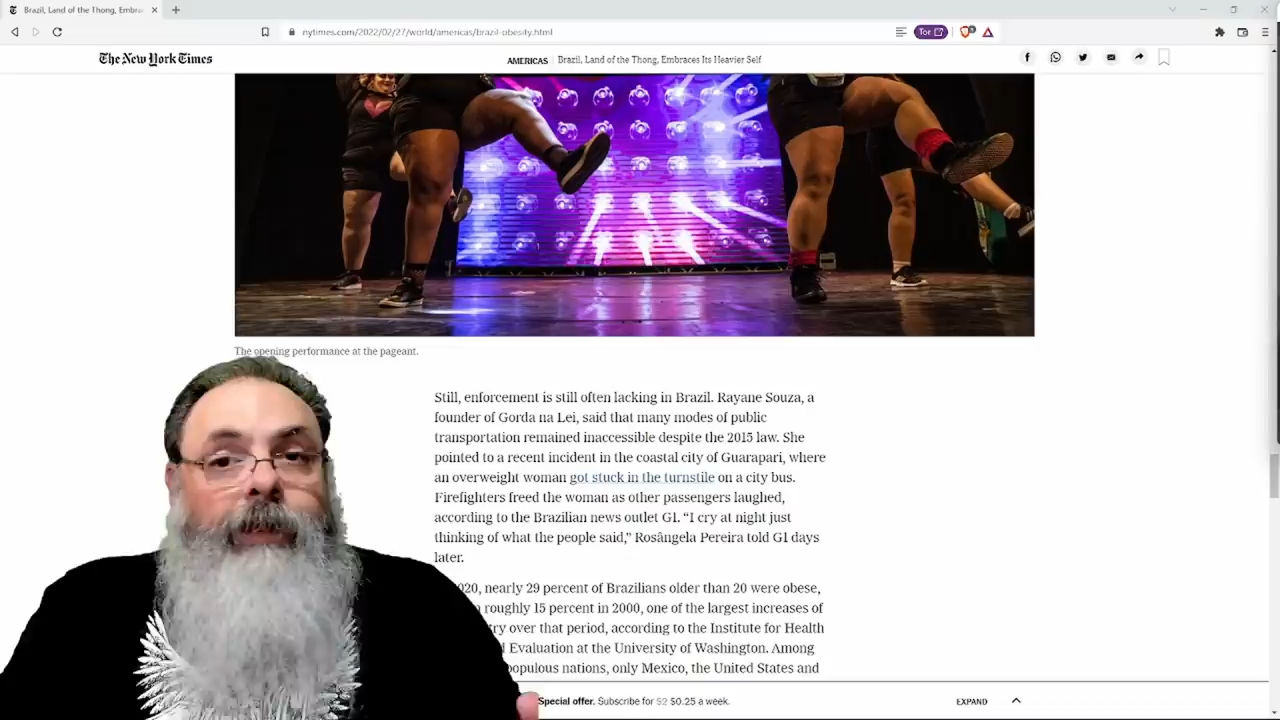 Brazil, Land of the Thong, Embra
nytimes.com/2022/02/27/world/americas/brazil-obesity.html
Tor
The New York Times
AMERICAS
Brazil, Land of the Thong, Embraces Its Heavier Self
The opening performance at the pageant.
Still, enforcement is still often lacking in Brazil. Rayane Souza, a
founder of Gorda na Lei, said that many modes of public
transportation remained inaccessible despite the 2015 law. She
pointed to a recent incident in the coastal city of Guarapari, where
an overweight woman got stuck in the turnstile on a city bus.
Firefighters freed the woman as other passengers laughed,
according to the Brazilian news outlet G1. “I cry at night just
thinking of what the people said,” Rosângela Pereira told G1 days
later.
020, nearly 29 percent of Brazilians older than 20 were obese,
roughly 15 percent in 2000, one of the largest increases of
try over that period, according to the Institute for Health
Evaluation at the University of Washington. Among
populous nations, only Mexico, the United States and
Special offer. Subscribe for $2 $0.25 a week.
EXPAND